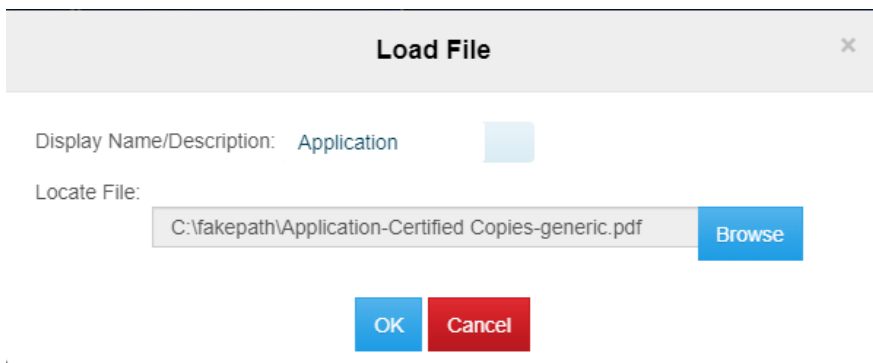 Load File
×
Display Name/Description: Application
Locate File:
C:\fakepath\Application-Certified Copies-generic.pdf Browse
OK Cancel